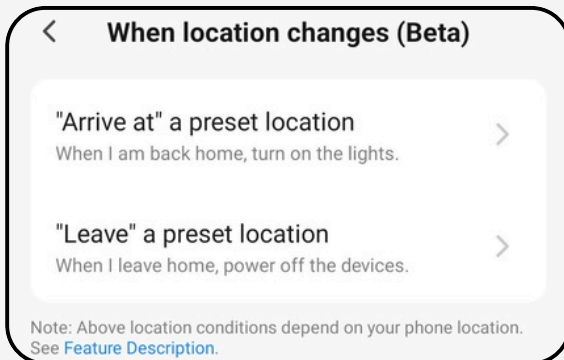 When location changes (Beta)
"Arrive at" a preset location
When I am back home, turn on the lights.
"Leave" a preset location
When I leave home, power off the devices.
Note: Above location conditions depend on your phone location.
See Feature Description.